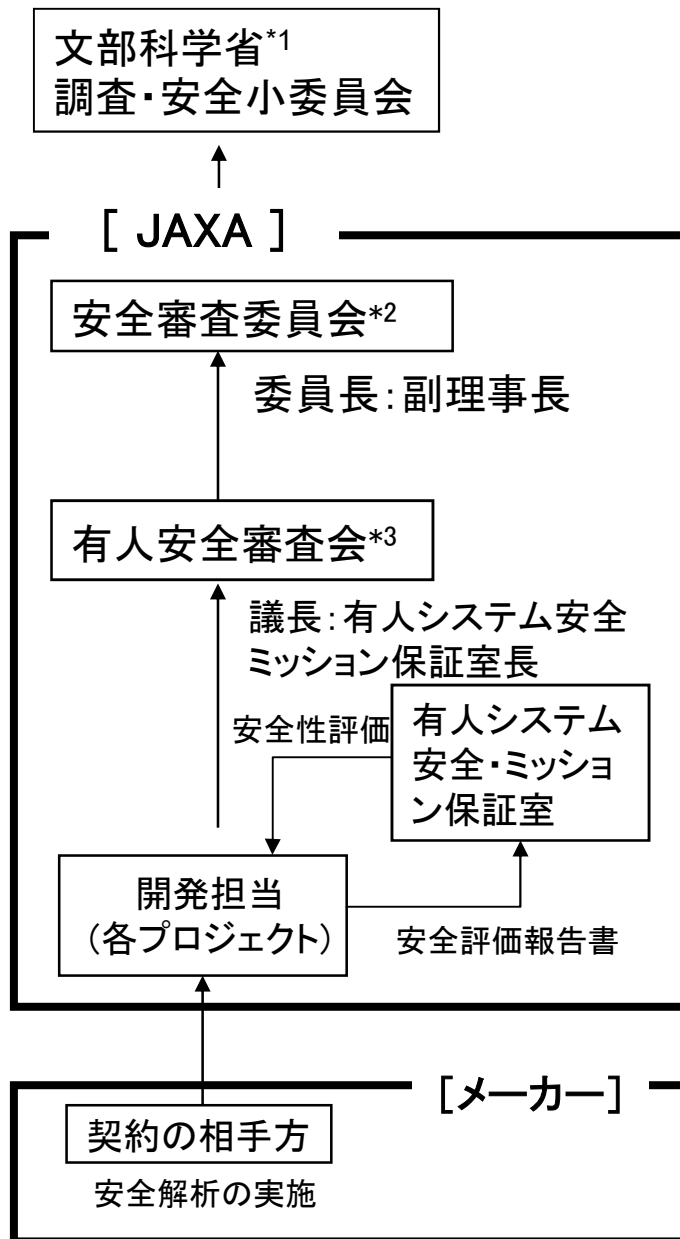 文部科学省*1
調査・安全小委員会
[ JAXA ]
安全審査委員会*2
委員長：副理事長
有人安全審査会*3
議長：有人システム安全
ミッション保証室長
安全性評価
有人システム
安全・ミッショ
ン保証室
開発担当
（各プロジェクト）
安全評価報告書
[メーカー]
契約の相手方
安全解析の実施